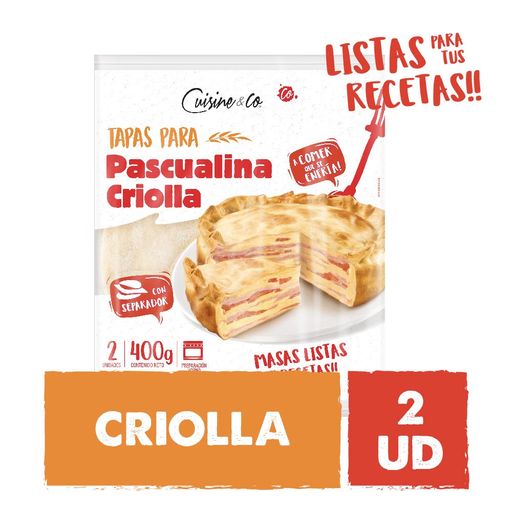 LISTAS PARA TUS
RECETAS!!
Cuisine & Co.
Co.
TAPAS PARA
Pascualina
Criolla
A COMER
QUE SE
ENFRÍA!
CON
SEPARADOR
2
UNIDADES
400g
CONTENIDO NETO
PREPARACIÓN
MASAS LISTAS
RECETAS!!
CRIOLLA
2
UD